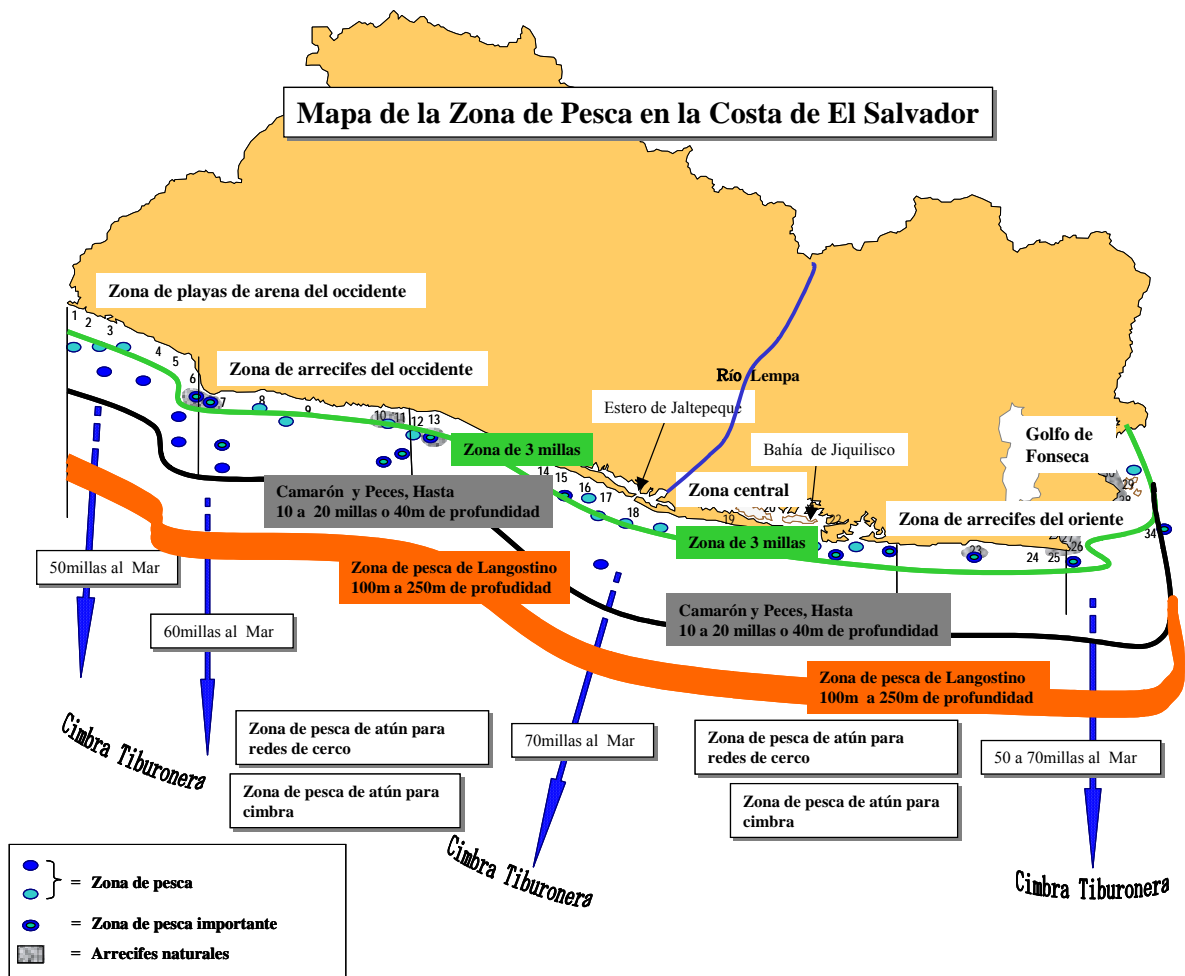 Mapa de la Zona de Pesca en la Costa de El Salvador
Zona de playas de arena del occidente
1
2
3
4
5
6
7
8
9
10
11
12
13
Zona de arrecifes del occidente
Río Lempa
Estero de Jaltepeque
Bahía de Jiquilisco
Golfo de
Fonseca
Zona de 3 millas
14
15
16
17
18
Zona central
19
22
Zona de arrecifes del oriente
23
24
25
26
27
28
29
34
Zona de 3 millas
Camarón y Peces, Hasta
10 a 20 millas o 40m de profundidad
Zona de pesca de Langostino
100m a 250m de profudidad
Camarón y Peces, Hasta
10 a 20 millas o 40m de profundidad
Zona de pesca de Langostino
100m a 250m de profundidad
50millas al Mar
60millas al Mar
70millas al Mar
50 a 70millas al Mar
Cimbra Tiburonera
Zona de pesca de atún para
redes de cerco
Zona de pesca de atún para
cimbra
Zona de pesca de atún para
redes de cerco
Zona de pesca de atún para
cimbra
Cimbra Tiburonera
Cimbra Tiburonera
= Zona de pesca
= Zona de pesca importante
= Arrecifes naturales